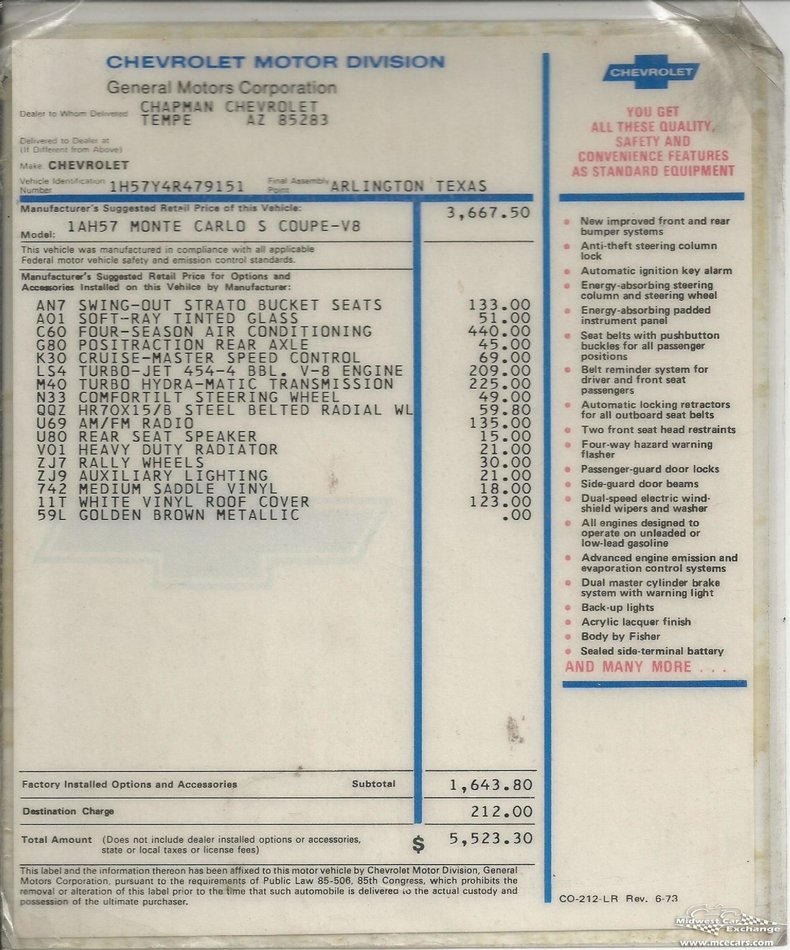 CHEVROLET MOTOR DIVISION
General Motors Corporation
Dealer to Whom Delivered CHAPMAN CHEVROLET
TEMPE AZ 85283
Delivered to Dealer at
(If Different from Above)
Make CHEVROLET
Vehicle Identification Number 1H57Y4R479151 Final Assembly Point ARLINGTON TEXAS
Manufacturer's Suggested Retail Price of this Vehicle: 3,667.50
Model: 1AH57 MONTE CARLO S COUPE-V8
This vehicle was manufactured in compliance with all applicable
Federal motor vehicle safety and emission control standards.
Manufacturer's Suggested Retail Price for Options and
Accessories Installed on this Vehilce by Manufacturer:
AN7 SWING-OUT STRATO BUCKET SEATS 133.00
A01 SOFT-RAY TINTED GLASS 51.00
C60 FOUR-SEASON AIR CONDITIONING 440.00
G80 POSITRACTION REAR AXLE 45.00
K30 CRUISE-MASTER SPEED CONTROL 69.00
LS4 TURBO-JET 454-4 BBL. V-8 ENGINE 209.00
M40 TURBO HYDRA-MATIC TRANSMISSION 225.00
N33 COMFORTILT STEERING WHEEL 49.00
QQZ HR70X15/B STEEL BELTED RADIAL WL 59.80
U69 AM/FM RADIO 135.00
U80 REAR SEAT SPEAKER 15.00
V01 HEAVY DUTY RADIATOR 21.00
ZJ7 RALLY WHEELS 30.00
ZJ9 AUXILIARY LIGHTING 21.00
742 MEDIUM SADDLE VINYL 18.00
11T WHITE VINYL ROOF COVER 123.00
59L GOLDEN BROWN METALLIC .00
Factory Installed Options and Accessories Subtotal 1,643.80
Destination Charge 212.00
Total Amount (Does not include dealer installed options or accessories,
state or local taxes or license fees) $ 5,523.30
This label and the information thereon has been affixed to this motor vehicle by Chevrolet Motor Division, General
Motors Corporation, pursuant to the requirements of Public Law 85-506, 85th Congress, which prohibits the
removal or alteration of this label prior to the time that such automobile is delivered to the actual custody and
possession of the ultimate purchaser.
CHEVROLET
YOU GET
ALL THESE QUALITY,
SAFETY AND
CONVENIENCE FEATURES
AS STANDARD EQUIPMENT
• New improved front and rear
bumper systems
• Anti-theft steering column
lock
• Automatic ignition key alarm
• Energy-absorbing steering
column and steering wheel
• Energy-absorbing padded
instrument panel
• Seat belts with pushbutton
buckles for all passenger
positions
• Belt reminder system for
driver and front seat
passengers
• Automatic locking retractors
for all outboard seat belts
• Two front seat head restraints
• Four-way hazard warning
flasher
• Passenger-guard door locks
• Side-guard door beams
• Dual-speed electric wind-
shield wipers and washer
• All engines designed to
operate on unleaded or
low-lead gasoline
• Advanced engine emission and
evaporation control systems
• Dual master cylinder brake
system with warning light
• Back-up lights
• Acrylic lacquer finish
• Body by Fisher
• Sealed side-terminal battery
AND MANY MORE . . .
CO-212-LR Rev. 6-73
Midwest Car
Exchange
www.mcecars.com